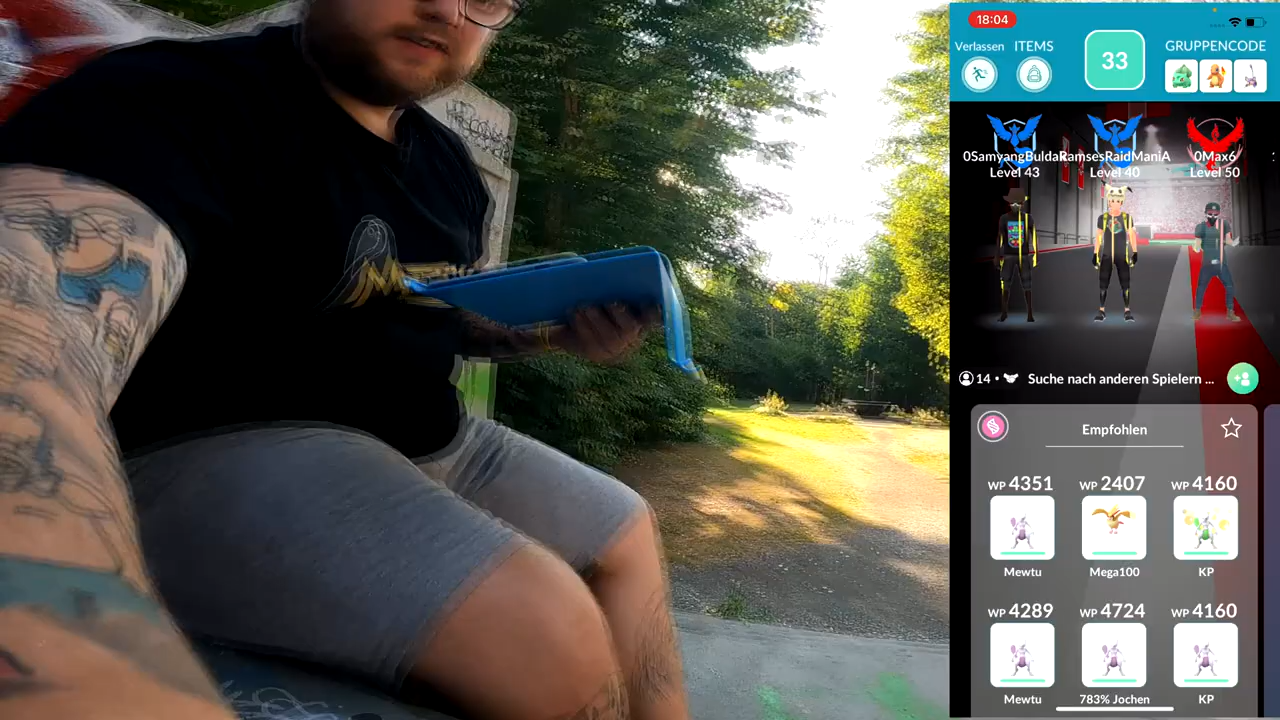 18:04
Verlassen
ITEMS
33
GRUPPENCODE
0SamyangBuldaR
RamsesRaidManiA
0Max6
Level 43
Level 40
Level 50
14 • Suche nach anderen Spielern ...
Empfohlen
WP 4351
WP 2407
WP 4160
Mewtu
Mega100
KP
WP 4289
WP 4724
WP 4160
Mewtu
783% Jochen
KP